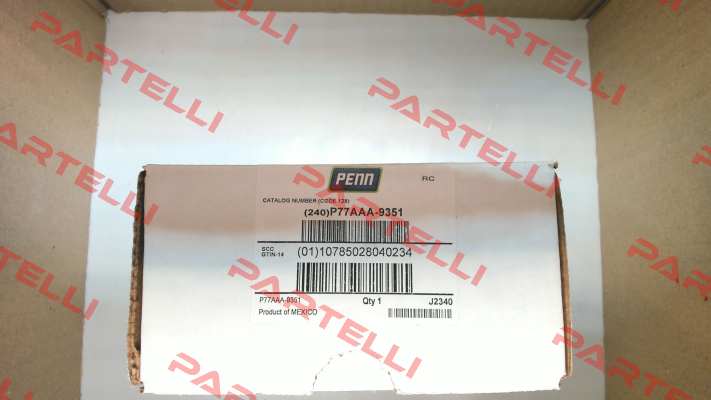 PENN
RC
CATALOG NUMBER (CODE 128)
(240)P77AAA-9351
SCC
GTIN-14
(01)10785028040234
P77AAA-9351
Qty 1
J2340
Product of MEXICO
PARTELLI
PARTELLI
PARTELLI
PARTELLI
PARTELLI
PARTELLI
PARTELLI